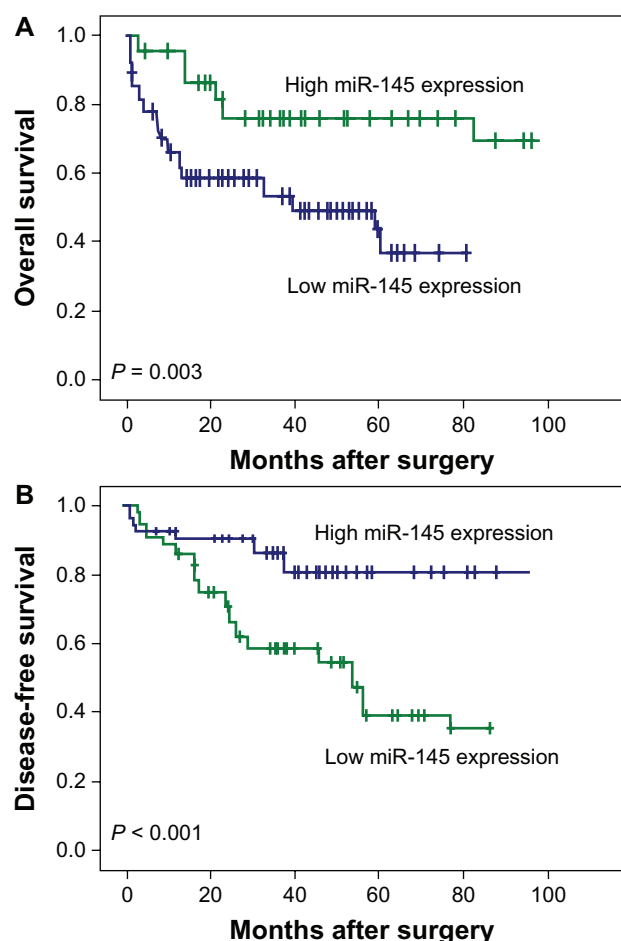 A
1.0
0.8
0.6
0.4
0.2
0.0
Overall survival
High miR-145 expression
Low miR-145 expression
P = 0.003
0 20 40 60 80 100
Months after surgery
B
1.0
0.8
0.6
0.4
0.2
0.0
Disease-free survival
High miR-145 expression
Low miR-145 expression
P < 0.001
0 20 40 60 80 100
Months after surgery